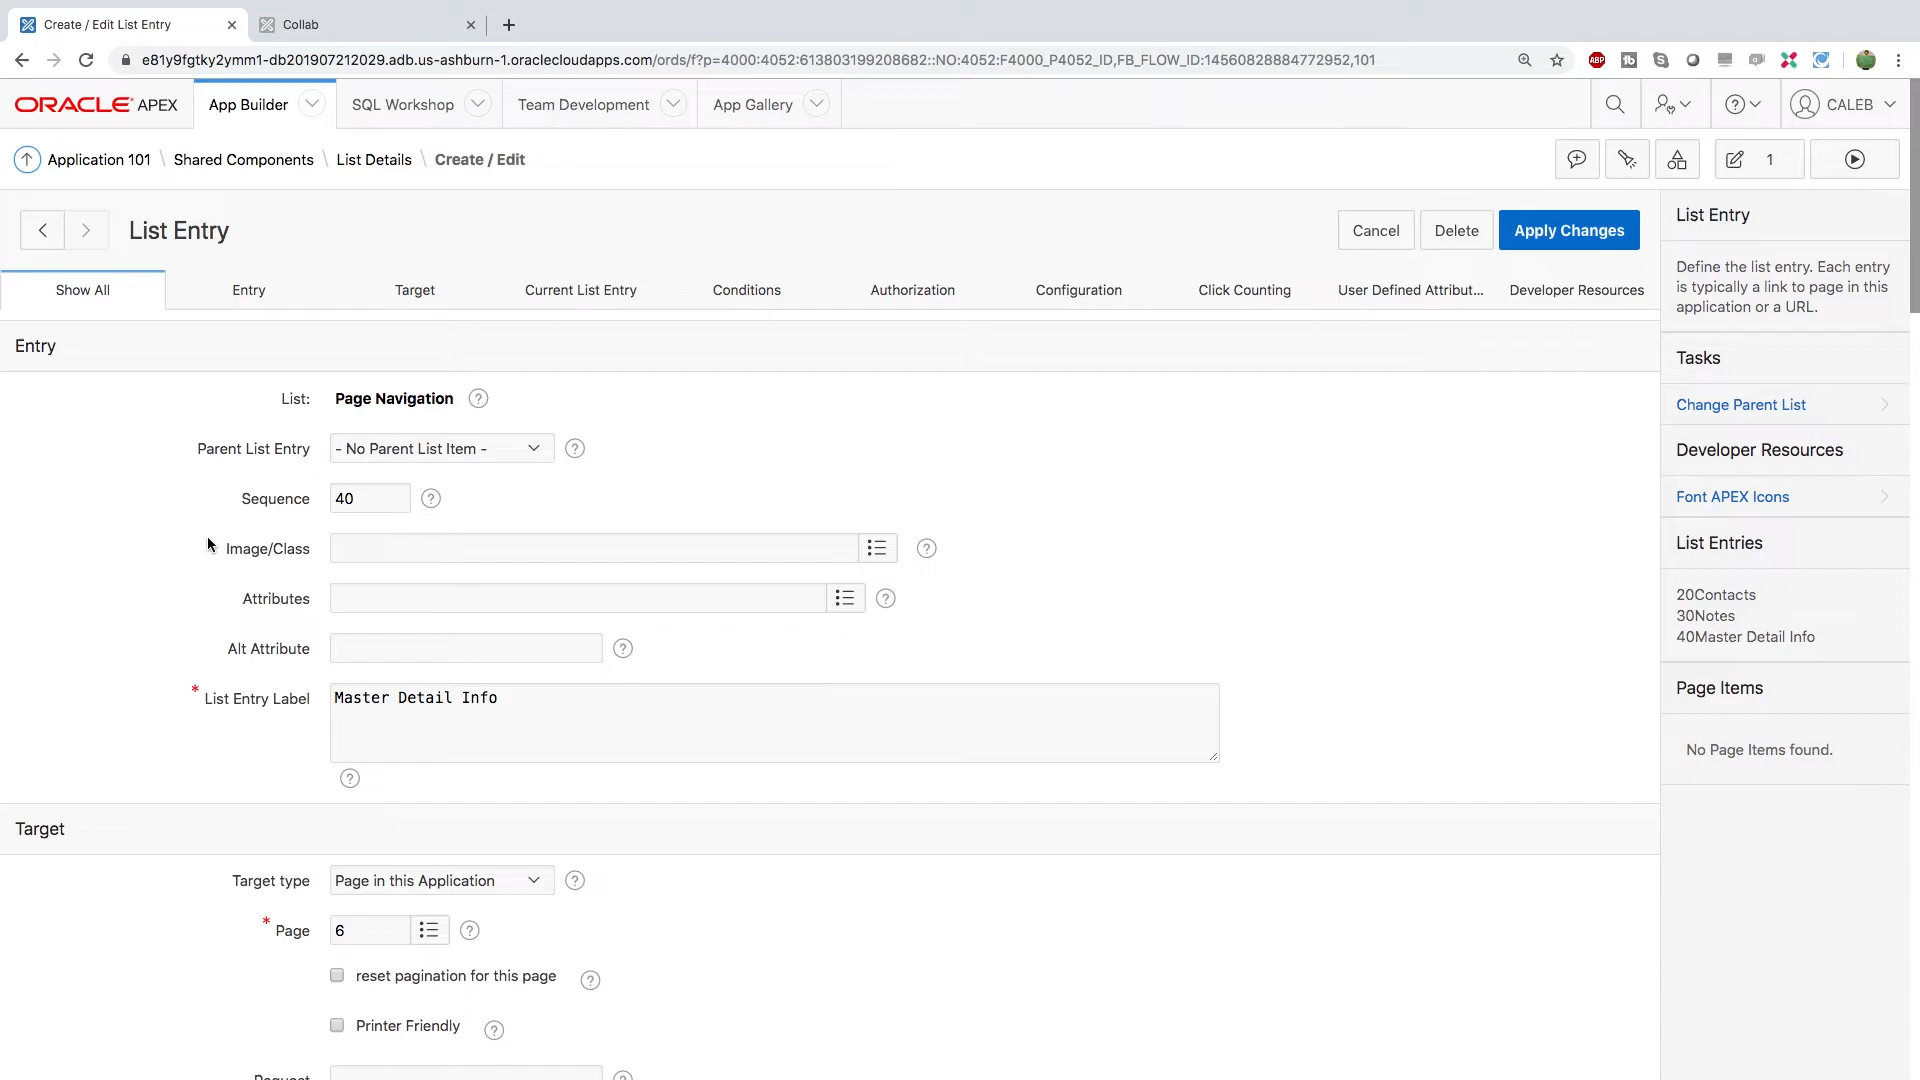 Create / Edit List Entry
Collab
e81y9fgtky2ymm1-db201907212029.adb.us-ashburn-1.oraclecloudapps.com/ords/f?p=4000:4052:613803199208682::NO:4052:F4000_P4052_ID,FB_FLOW_ID:14560828884772952,101
ABP
ORACLE APEX
App Builder
SQL Workshop
Team Development
App Gallery
CALEB
Application 101 \ Shared Components \ List Details \ Create / Edit
1
List Entry
Cancel
Delete
Apply Changes
Show All
Entry
Target
Current List Entry
Conditions
Authorization
Configuration
Click Counting
User Defined Attribut...
Developer Resources
Entry
List: Page Navigation ?
Parent List Entry - No Parent List Item - ?
Sequence 40 ?
Image/Class ?
Attributes ?
Alt Attribute ?
* List Entry Label Master Detail Info
?
Target
Target type Page in this Application ?
* Page 6 ?
reset pagination for this page ?
Printer Friendly ?
Request ?
List Entry
Define the list entry. Each entry
is typically a link to page in this
application or a URL.
Tasks
Change Parent List
Developer Resources
Font APEX Icons
List Entries
20Contacts
30Notes
40Master Detail Info
Page Items
No Page Items found.